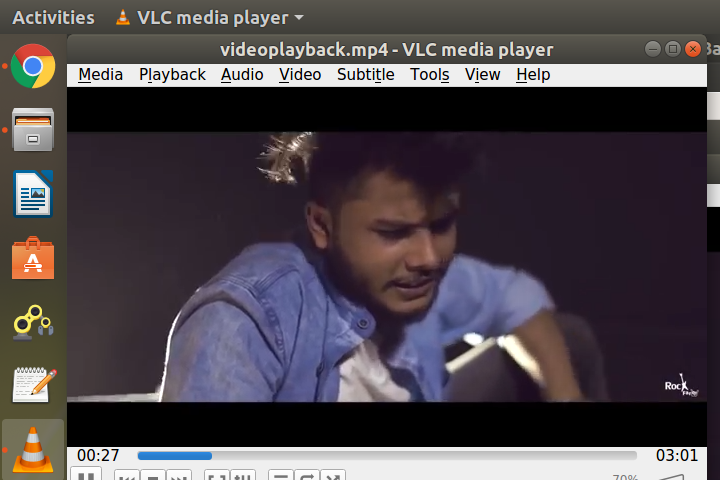 Activities VLC media player
videoplayback.mp4 - VLC media player
Media Playback Audio Video Subtitle Tools View Help
Rock
00:27 03:01
70%